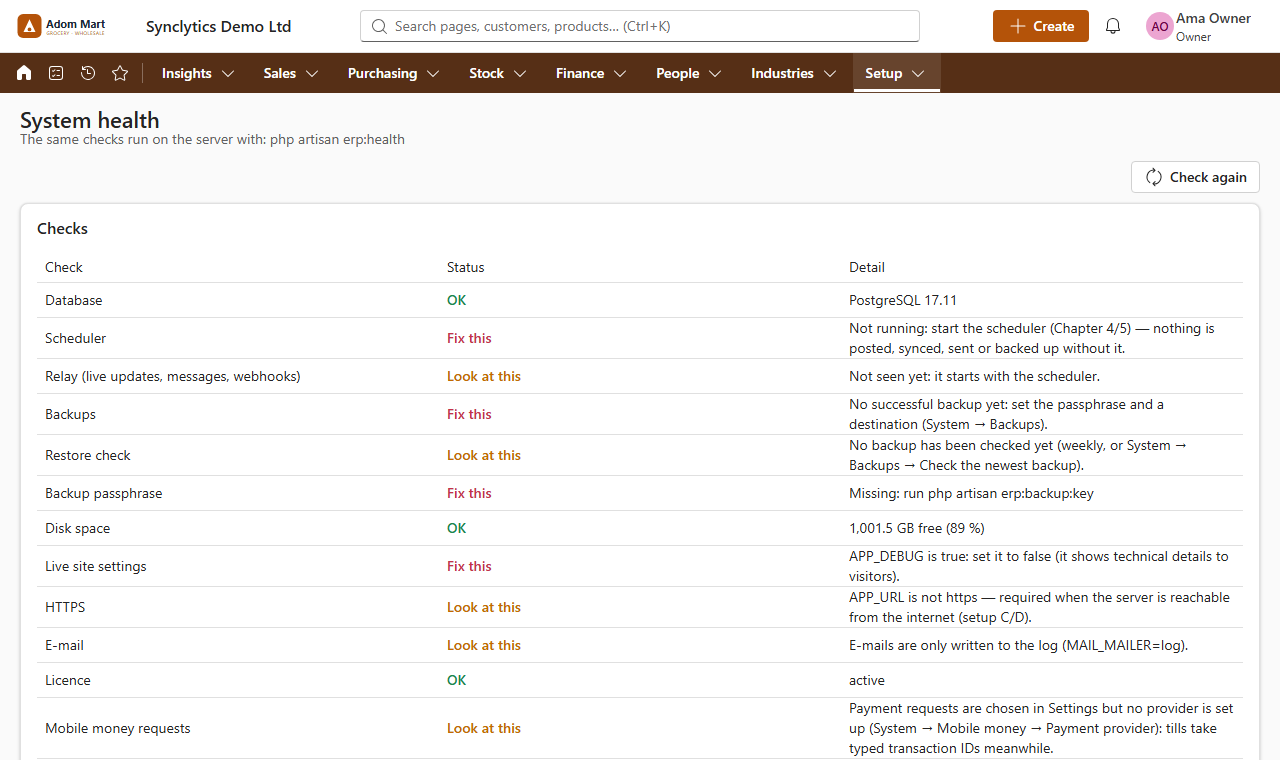 Adom Mart
GROCERY · WHOLESALE
Synclytics Demo Ltd
Search pages, customers, products... (Ctrl+K)
Create
AO
Ama Owner
Owner
Insights
Sales
Purchasing
Stock
Finance
People
Industries
Setup
System health
The same checks run on the server with: php artisan erp:health
Check again
Checks
Check Status Detail
Database OK PostgreSQL 17.11
Scheduler Fix this Not running: start the scheduler (Chapter 4/5) — nothing is
posted, synced, sent or backed up without it.
Relay (live updates, messages, webhooks) Look at this Not seen yet: it starts with the scheduler.
Backups Fix this No successful backup yet: set the passphrase and a
destination (System → Backups).
Restore check Look at this No backup has been checked yet (weekly, or System →
Backups → Check the newest backup).
Backup passphrase Fix this Missing: run php artisan erp:backup:key
Disk space OK 1,001.5 GB free (89 %)
Live site settings Fix this APP_DEBUG is true: set it to false (it shows technical details to
visitors).
HTTPS Look at this APP_URL is not https — required when the server is reachable
from the internet (setup C/D).
E-mail Look at this E-mails are only written to the log (MAIL_MAILER=log).
Licence OK active
Mobile money requests Look at this Payment requests are chosen in Settings but no provider is set
up (System → Mobile money → Payment provider): tills take
typed transaction IDs meanwhile.